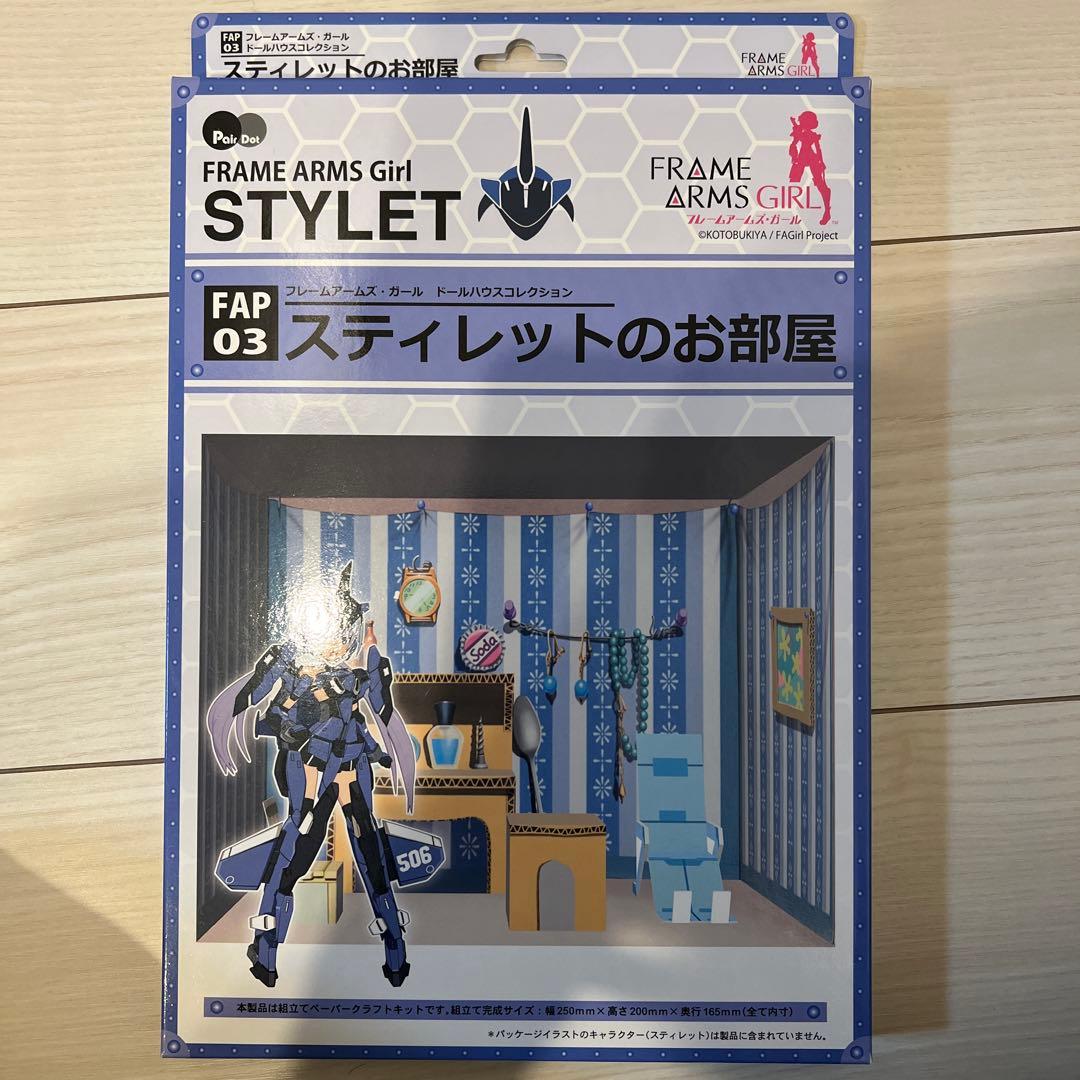 FAP
03
フレームアームズ・ガール
ドールハウスコレクション
スティレットのお部屋
FRAME
ARMS GIRL
Pair Dot
FRAME ARMS Girl
STYLET
FRAME
ARMS GIRL
フレームアームズ・ガール
TM
©KOTOBUKIYA / FAGirl Project
FAP
03
フレームアームズ・ガール ドールハウスコレクション
スティレットのお部屋
Soda
506
本製品は組立てペーパークラフトキットです。組立て完成サイズ：幅250mm×高さ200mm×奥行165mm(全て内寸)
＊パッケージイラストのキャラクター(スティレット)は製品に含まれていません。